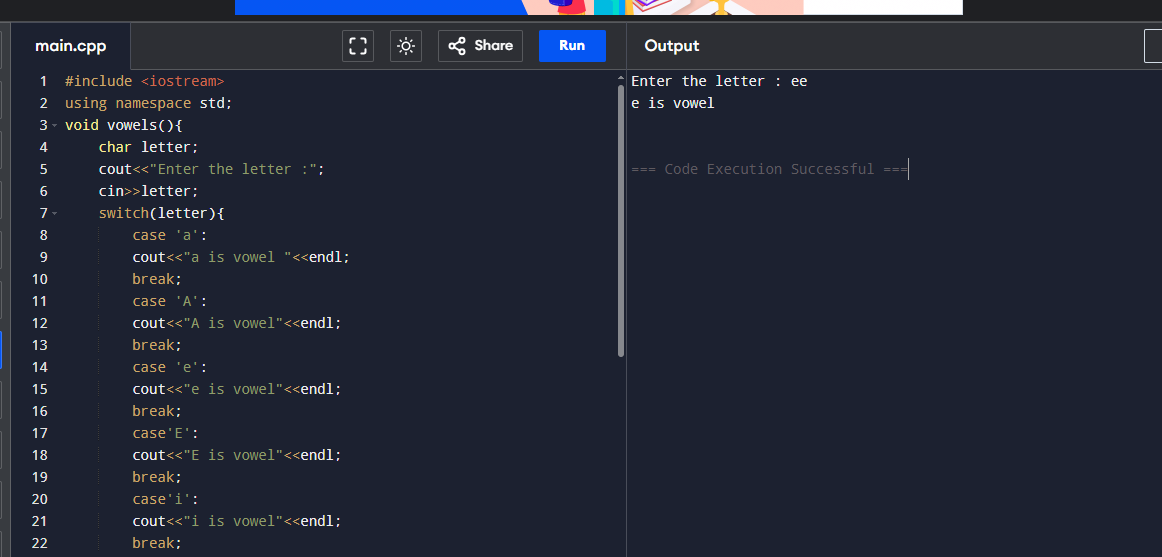 main.cpp
Share
Run
Output
1 #include <iostream>
2 using namespace std;
3 void vowels(){
4     char letter;
5     cout<<"Enter the letter :";
6     cin>>letter;
7     switch(letter){
8         case 'a':
9         cout<<"a is vowel "<<endl;
10         break;
11         case 'A':
12         cout<<"A is vowel"<<endl;
13         break;
14         case 'e':
15         cout<<"e is vowel"<<endl;
16         break;
17         case'E':
18         cout<<"E is vowel"<<endl;
19         break;
20         case'i':
21         cout<<"i is vowel"<<endl;
22         break;
Enter the letter : ee
e is vowel
=== Code Execution Successful ===